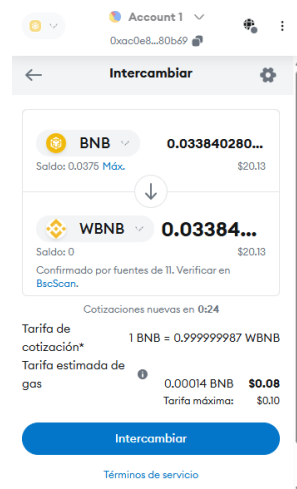 Account 1
0xac0e8...80b69
Intercambiar
BNB
0.033840280...
Saldo: 0.0375 Máx.
$20.13
WBNB
0.03384...
Saldo: 0
$20.13
Confirmado por fuentes de 11. Verificar en
BscScan.
Cotizaciones nuevas en 0:24
Tarifa de
cotización*
1 BNB = 0.999999987 WBNB
Tarifa estimada de
gas
0.00014 BNB $0.08
Tarifa máxima: $0.10
Intercambiar
Términos de servicio